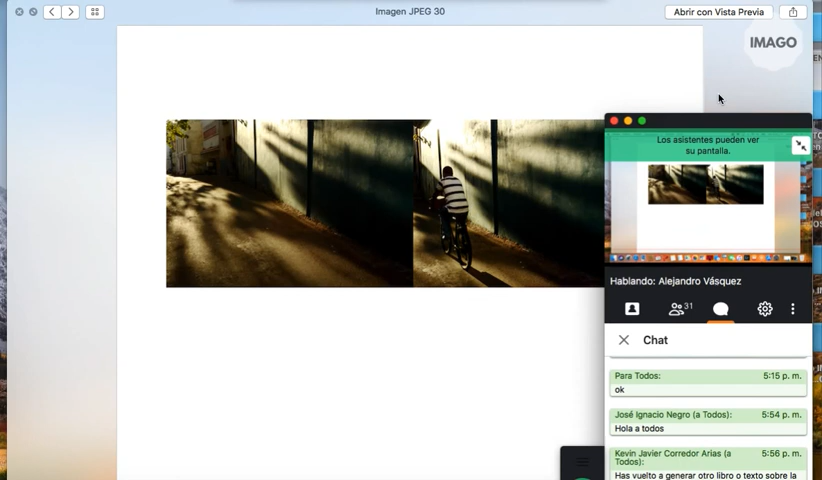 Imagen JPEG 30
Abrir con Vista Previa
IMAGO
Los asistentes pueden ver
su pantalla.
Hablando: Alejandro Vásquez
31
Chat
Para Todos: 5:15 p. m.
ok
José Ignacio Negro (a Todos): 5:54 p. m.
Hola a todos
Kevin Javier Corredor Arias (a 5:56 p. m.
Todos):
Has vuelto a generar otro libro o texto sobre la